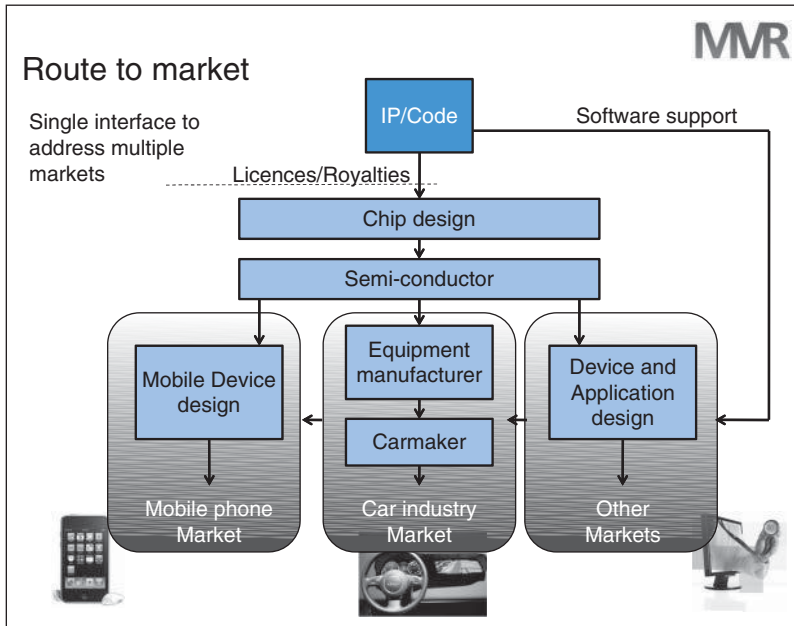 MVR
Route to market
Single interface to
address multiple
markets
IP/Code
Software support
Licences/Royalties
Chip design
Semi-conductor
Mobile Device
design
Equipment
manufacturer
Carmaker
Device and
Application
design
Mobile phone
Market
Car industry
Market
Other
Markets